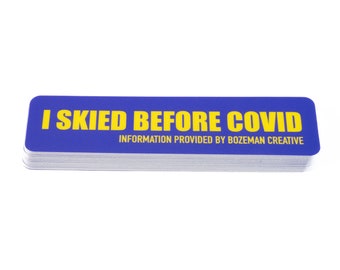 I SKIED BEFORE COVID
INFORMATION PROVIDED BY BOZEMAN CREATIVE